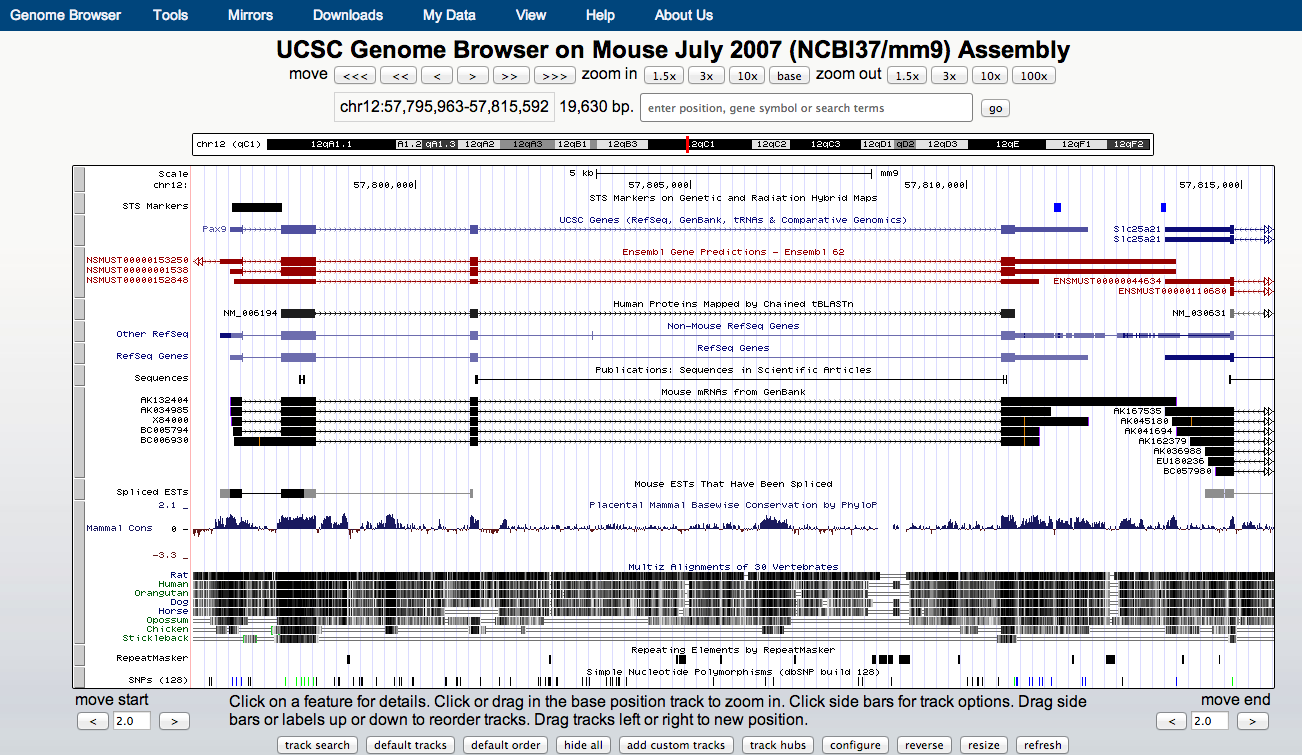 Genome Browser Tools Mirrors Downloads My Data View Help About Us
UCSC Genome Browser on Mouse July 2007 (NCBI37/mm9) Assembly
move <<< << < > >> >>> zoom in 1.5x 3x 10x base zoom out 1.5x 3x 10x 100x
chr12:57,795,963-57,815,592 19,630 bp. enter position, gene symbol or search terms go
chr12 (qC1) 12qA1.1 A1.2 qA1.3 12qA2 12qA3 12qB1 12qB3 12qC1 12qC2 12qC3 12qD1 qD2 12qD3 12qE 12qF1 12qF2
Scale 5 kb mm9
chr12: 57,800,000 57,805,000 57,810,000 57,815,000
STS Markers on Genetic and Radiation Hybrid Maps
STS Markers
UCSC Genes (RefSeq, GenBank, tRNAs & Comparative Genomics)
Pax9 Slc25a21
Slc25a21
Ensembl Gene Predictions - Ensembl 62
NSMUST00000153250
NSMUST00000001538
NSMUST00000152848 ENSMUST00000044634
ENSMUST00000110680
Human Proteins Mapped by Chained tBLASTn
NM_006194 NM_030631
Non-Mouse RefSeq Genes
Other RefSeq
RefSeq Genes
RefSeq Genes
Publications: Sequences in Scientific Articles
Sequences
Mouse mRNAs from GenBank
AK132404
AK034985 AK167535
X84000 AK045180
BC005794 AK041694
BC006930 AK162379
AK036988
EU180236
BC057980
Mouse ESTs That Have Been Spliced
Spliced ESTs
2.1 _ Placental Mammal Basewise Conservation by PhyloP
Mammal Cons 0 -
-3.3 _
Multiz Alignments of 30 Vertebrates
Rat
Human
Orangutan
Dog
Horse
Opossum
Chicken
Stickleback
Repeating Elements by RepeatMasker
RepeatMasker
Simple Nucleotide Polymorphisms (dbSNP build 128)
SNPs (128)
move start Click on a feature for details. Click or drag in the base position track to zoom in. Click side bars for track options. Drag side move end
< 2.0 > bars or labels up or down to reorder tracks. Drag tracks left or right to new position. < 2.0 >
track search default tracks default order hide all add custom tracks track hubs configure reverse resize refresh